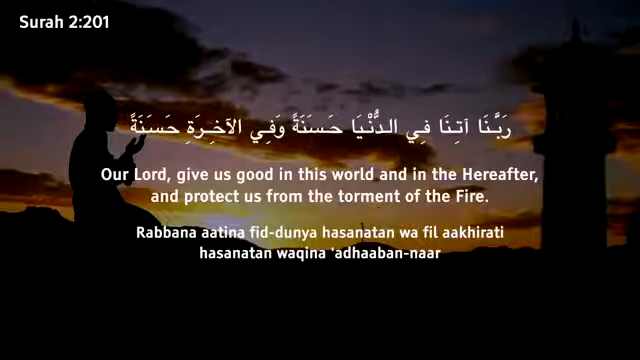 Surah 2:201
رَبَّنَا آتِنَا فِي الدُّنْيَا حَسَنَةً وَفِي الآخِرَةِ حَسَنَةً
Our Lord, give us good in this world and in the Hereafter,
and protect us from the torment of the Fire.
Rabbana aatina fid-dunya hasanatan wa fil aakhirati
hasanatan waqina 'adhaaban-naar